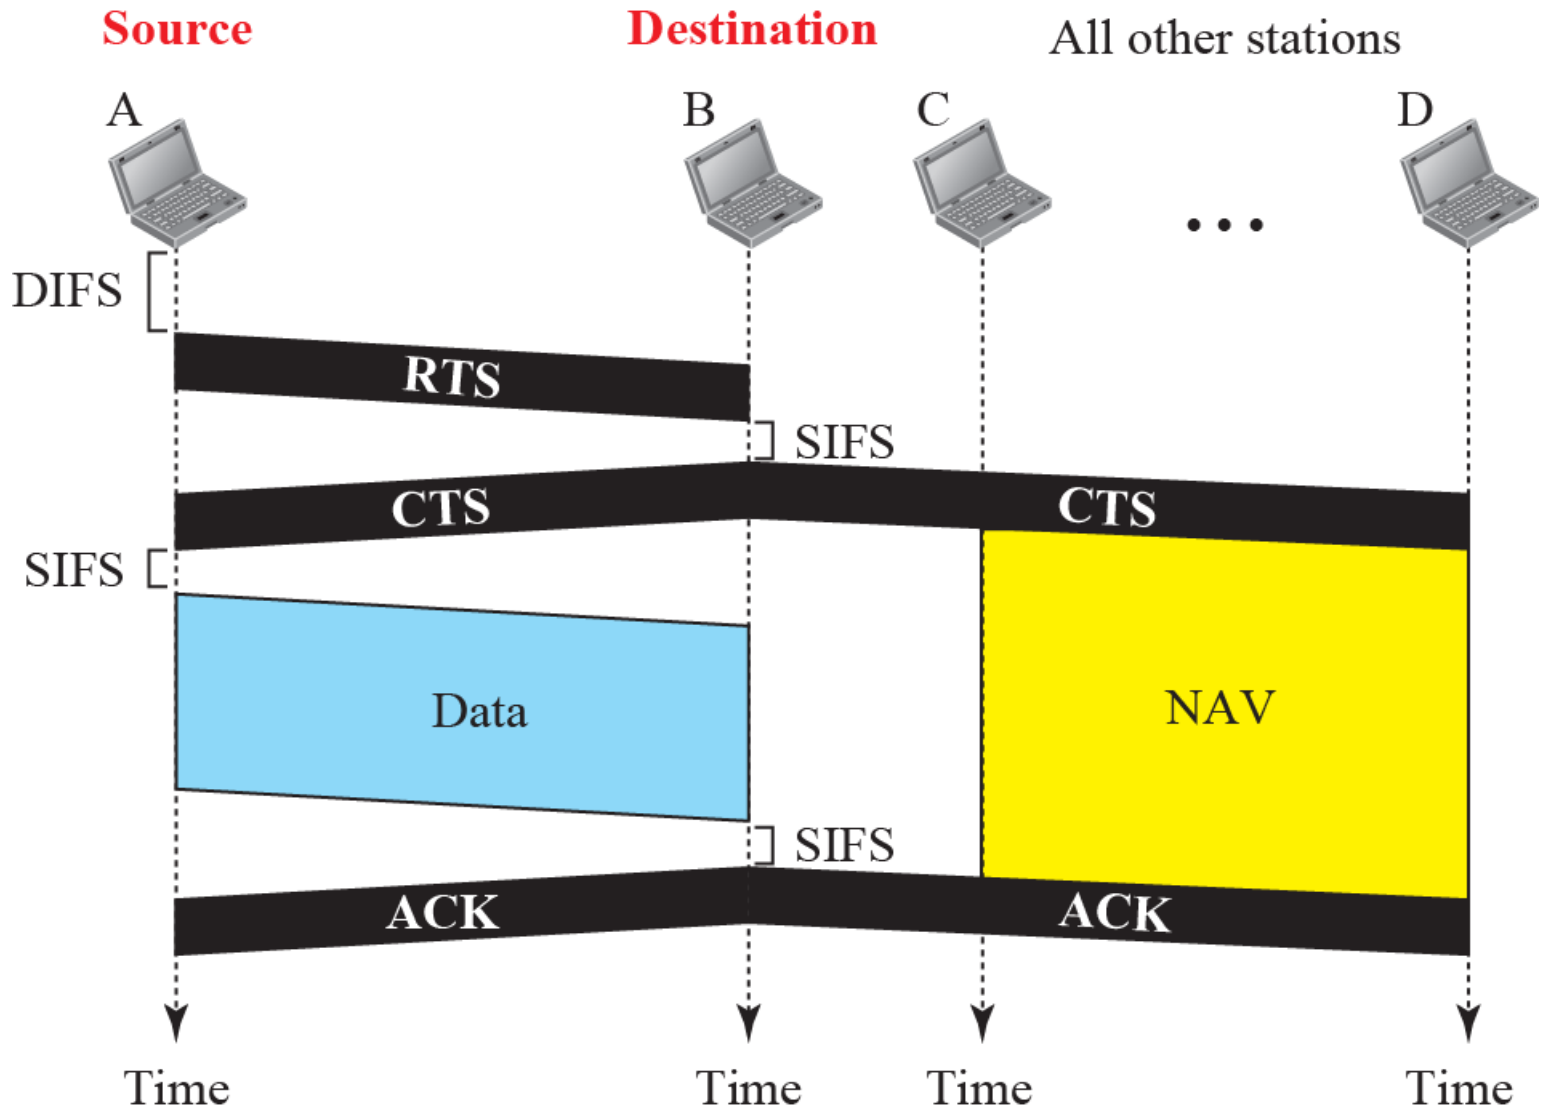 Source
Destination
All other stations
A
B
C
D
DIFS
RTS
SIFS
CTS
CTS
SIFS
Data
NAV
SIFS
ACK
ACK
Time
Time
Time
Time